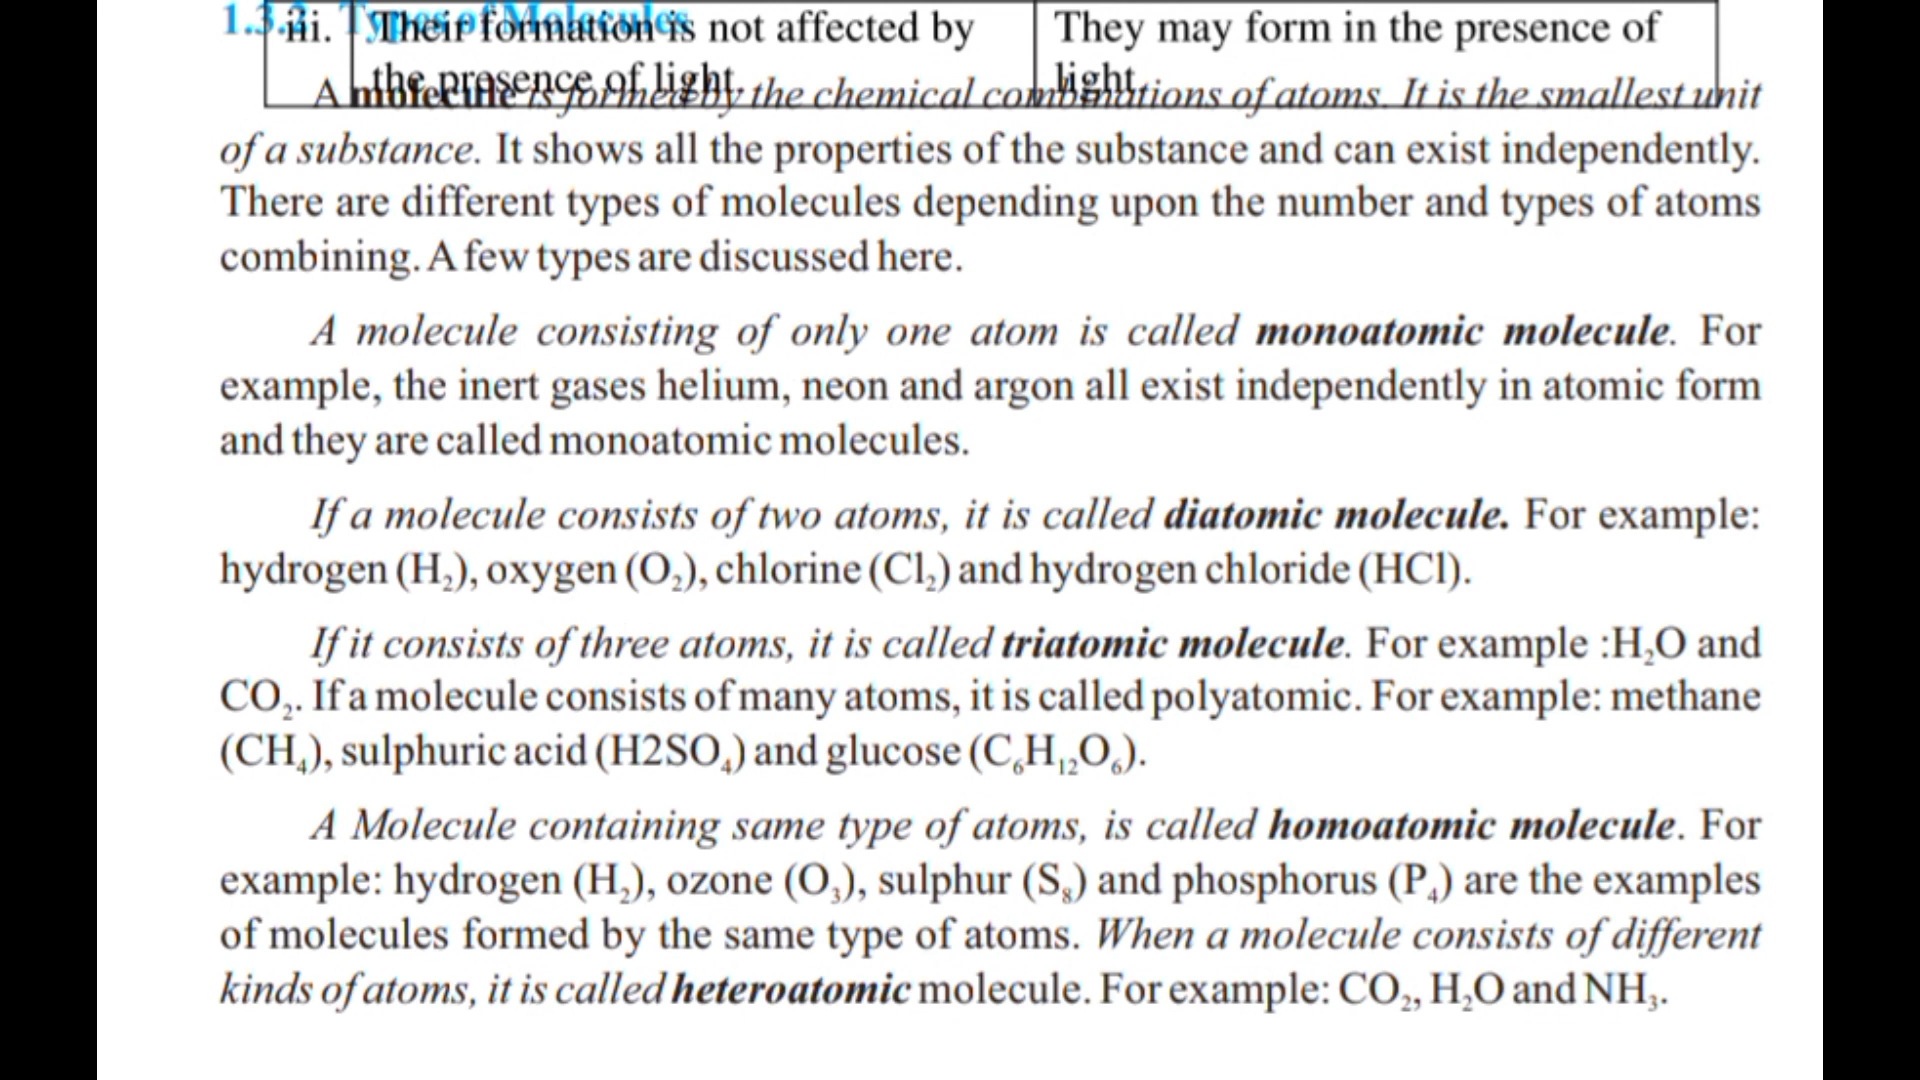 1.3.2 Types of Molecules
iii. Their formation is not affected by the presence of light.
They may form in the presence of light.
A molecule is formed by the chemical combinations of atoms. It is the smallest unit
of a substance. It shows all the properties of the substance and can exist independently.
There are different types of molecules depending upon the number and types of atoms
combining. A few types are discussed here.
A molecule consisting of only one atom is called monoatomic molecule. For
example, the inert gases helium, neon and argon all exist independently in atomic form
and they are called monoatomic molecules.
If a molecule consists of two atoms, it is called diatomic molecule. For example:
hydrogen (H₂), oxygen (O₂), chlorine (Cl₂) and hydrogen chloride (HCl).
If it consists of three atoms, it is called triatomic molecule. For example :H₂O and
CO₂. If a molecule consists of many atoms, it is called polyatomic. For example: methane
(CH₄), sulphuric acid (H2SO₄) and glucose (C₆H₁₂O₆).
A Molecule containing same type of atoms, is called homoatomic molecule. For
example: hydrogen (H₂), ozone (O₃), sulphur (S₈) and phosphorus (P₄) are the examples
of molecules formed by the same type of atoms. When a molecule consists of different
kinds of atoms, it is called heteroatomic molecule. For example: CO₂, H₂O and NH₃.